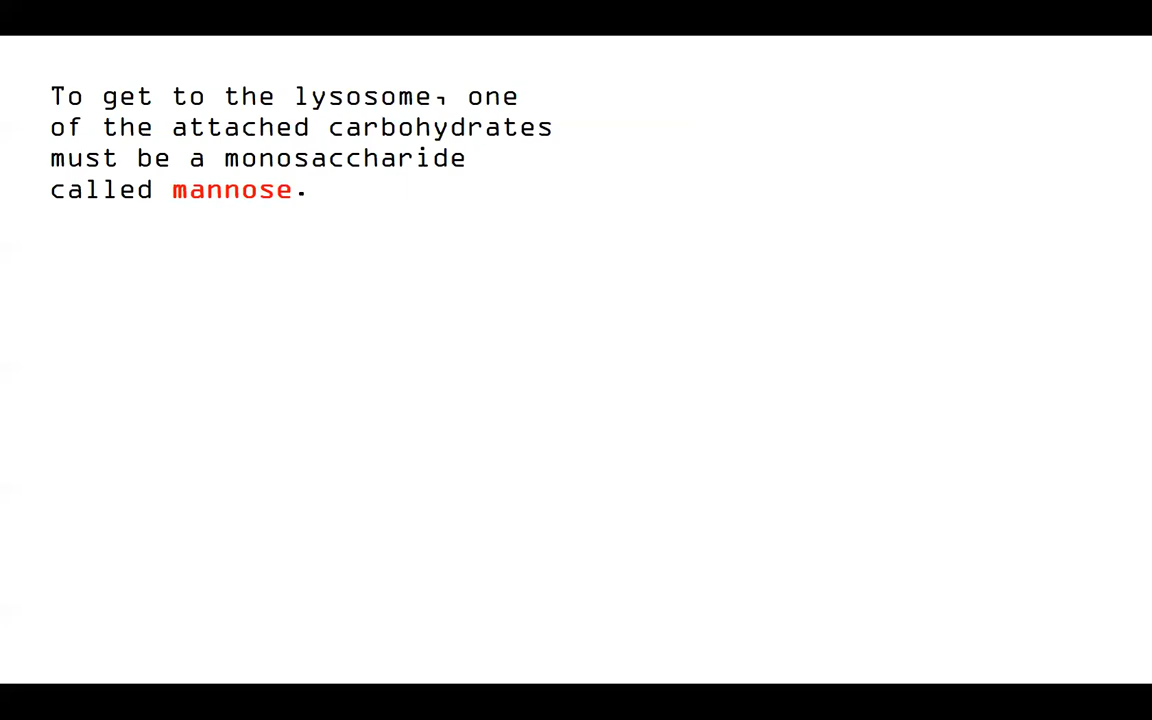 To get to the lysosome, one
of the attached carbohydrates
must be a monosaccharide
called mannose.